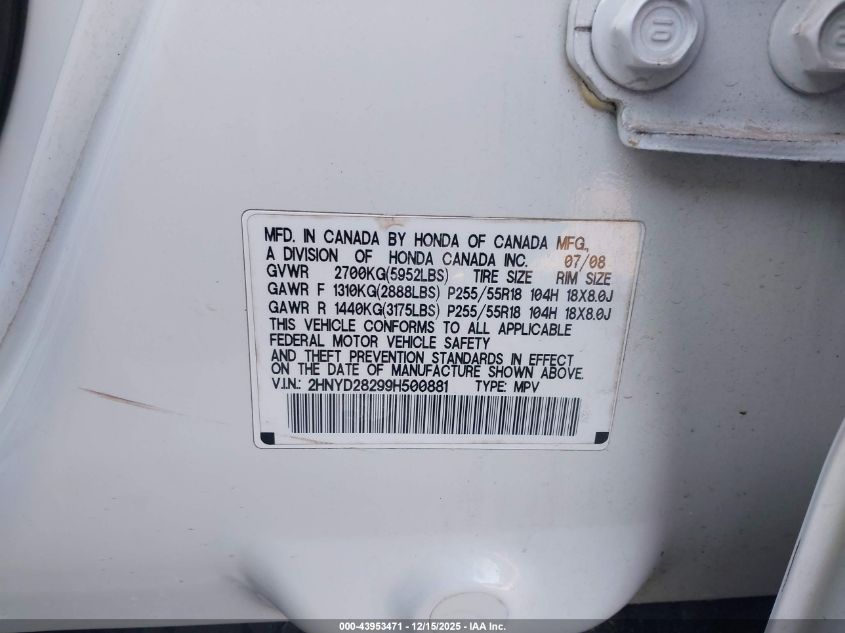 10
MFD. IN CANADA BY HONDA OF CANADA MFG.,
A DIVISION OF HONDA CANADA INC. 07/08
GVWR 2700KG(5952LBS) TIRE SIZE RIM SIZE
GAWR F 1310KG(2888LBS) P255/55R18 104H 18X8.0J
GAWR R 1440KG(3175LBS) P255/55R18 104H 18X8.0J
THIS VEHICLE CONFORMS TO ALL APPLICABLE
FEDERAL MOTOR VEHICLE SAFETY
AND THEFT PREVENTION STANDARDS IN EFFECT
ON THE DATE OF MANUFACTURE SHOWN ABOVE.
V.I.N.: 2HNYD28299H500881 TYPE: MPV
000-43953471 - 12/15/2025 - IAA Inc.